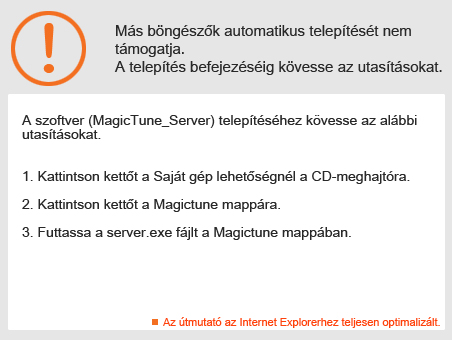 Más böngészők automatikus telepítését nem
támogatja.
A telepítés befejezéséig kövesse az utasításokat.
A szoftver (MagicTune_Server) telepítéséhez kövesse az alábbi
utasításokat.
1. Kattintson kettőt a Saját gép lehetőségnél a CD-meghajtóra.
2. Kattintson kettőt a Magictune mappára.
3. Futtassa a server.exe fájlt a Magictune mappában.
Az útmutató az Internet Explorerhez teljesen optimalizált.